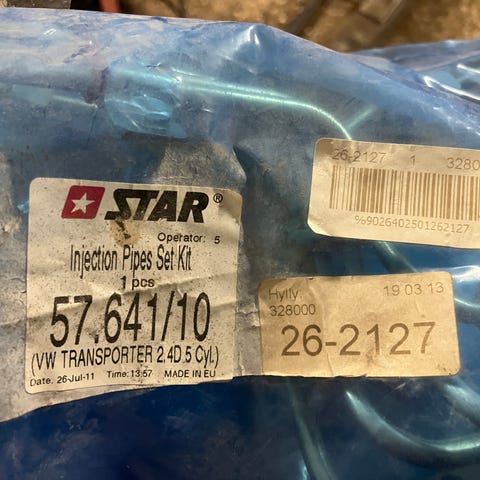 STAR®
Operator: 5
Injection Pipes Set Kit
1 pcs
57.641/10
(VW TRANSPORTER 2.4D.5 Cyl.)
Date: 26-Jul-11 Time: 13:57 MADE IN EU
26-2127 1 32800
%9026402501262127
Hylly. 19 03 13
328000
26-2127